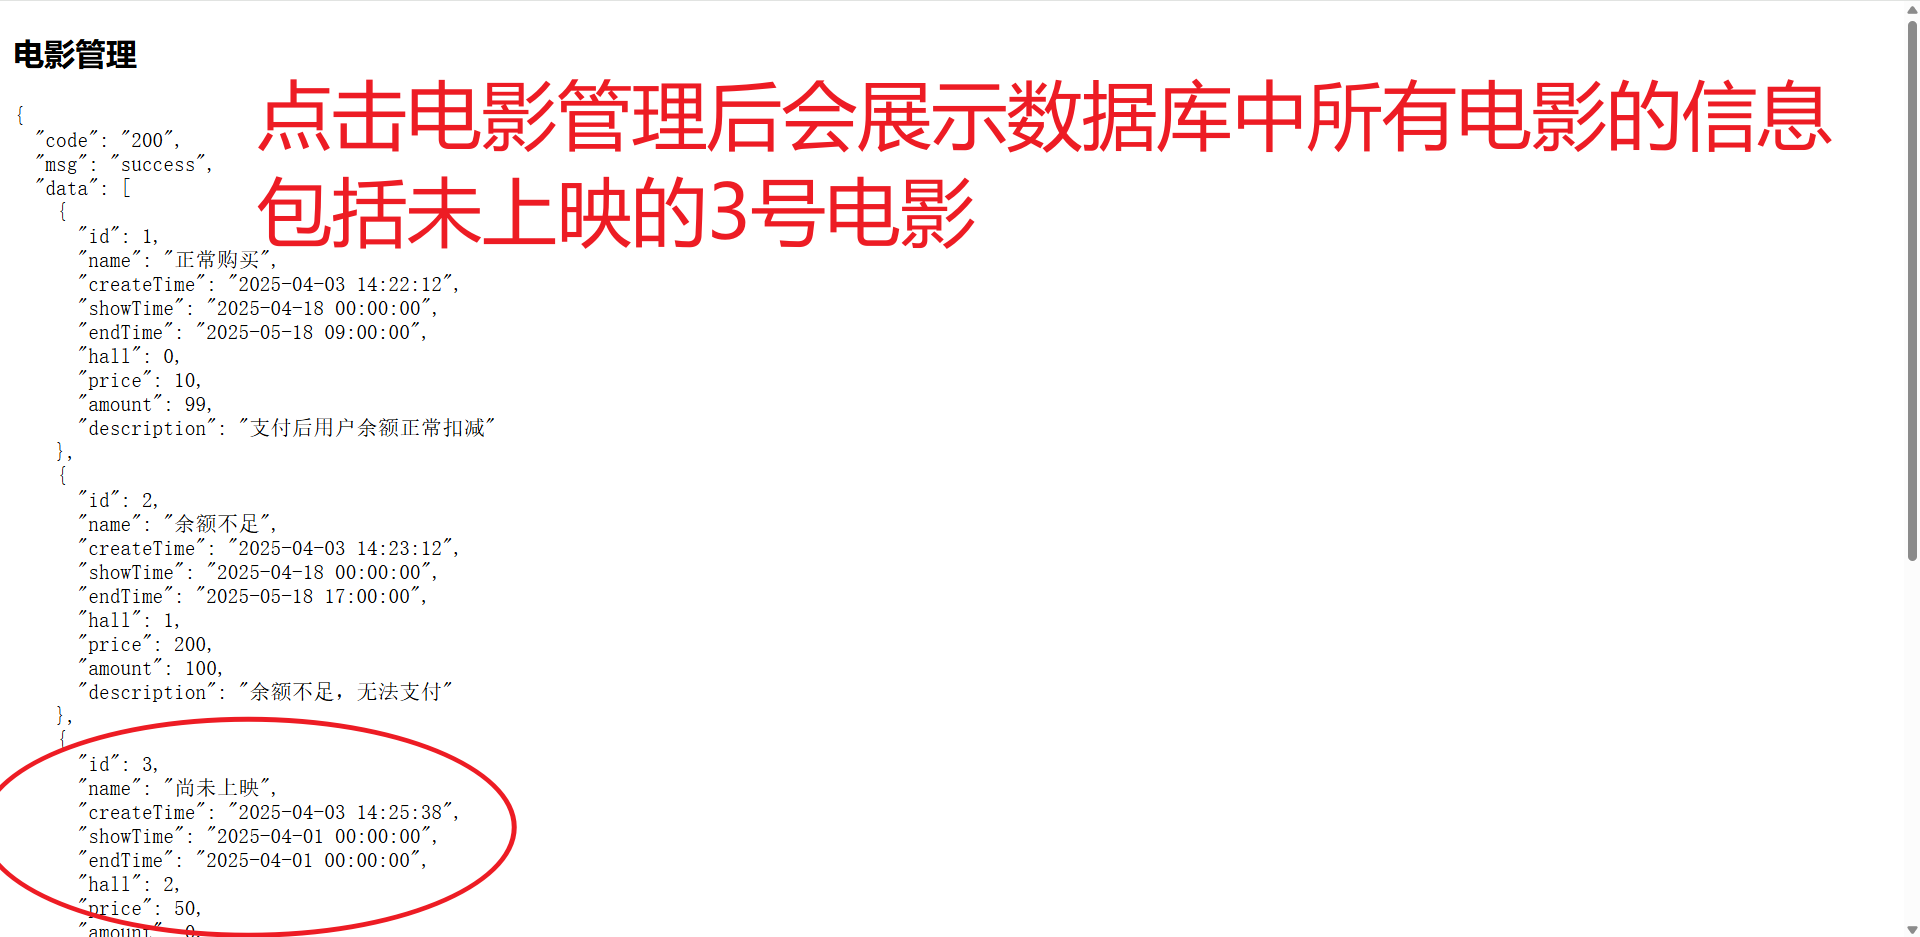 电影管理
点击电影管理后会展示数据库中所有电影的信息
包括未上映的3号电影
{
"code": "200",
"msg": "success",
"data": [
{
"id": 1,
"name": "正常购买",
"createTime": "2025-04-03 14:22:12",
"showTime": "2025-04-18 00:00:00",
"endTime": "2025-05-18 09:00:00",
"hall": 0,
"price": 10,
"amount": 99,
"description": "支付后用户余额正常扣减"
},
{
"id": 2,
"name": "余额不足",
"createTime": "2025-04-03 14:23:12",
"showTime": "2025-04-18 00:00:00",
"endTime": "2025-05-18 17:00:00",
"hall": 1,
"price": 200,
"amount": 100,
"description": "余额不足，无法支付"
},
{
"id": 3,
"name": "尚未上映",
"createTime": "2025-04-03 14:25:38",
"showTime": "2025-04-01 00:00:00",
"endTime": "2025-04-01 00:00:00",
"hall": 2,
"price": 50,
"amount": 0,